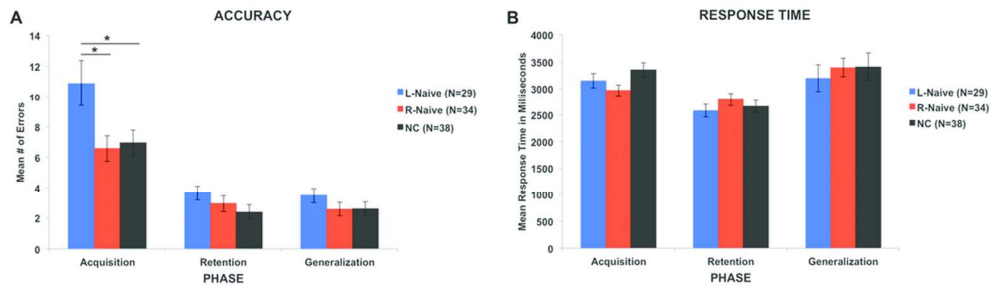 A
ACCURACY
14
12
10
8
6
4
2
0
Mean # of Errors
*
*
L-Naive (N=29)
R-Naive (N=34)
NC (N=38)
Acquisition
Retention
Generalization
PHASE
B
RESPONSE TIME
4000
3500
3000
2500
2000
1500
1000
500
0
Mean Response Time in Miliseconds
L-Naive (N=29)
R-Naive (N=34)
NC (N=38)
Acquisition
Retention
Generalization
PHASE